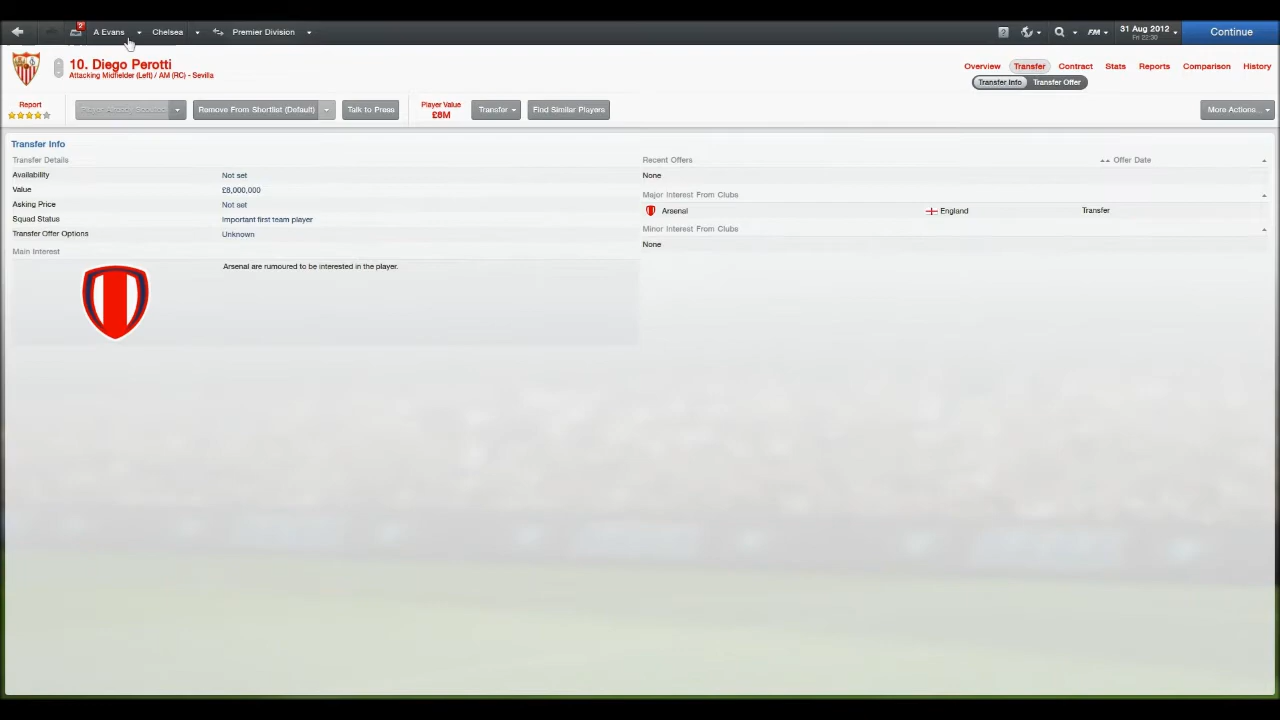 2
A Evans
Chelsea
Premier Division
?
FM
31 Aug 2012
Fri 22:30
Continue
10. Diego Perotti
Attacking Midfielder (Left) / AM (RC) - Sevilla
Overview
Transfer
Contract
Stats
Reports
Comparison
History
Transfer Info
Transfer Offer
Report
Remove From Shortlist (Default)
Talk to Press
Player Value
£8M
Transfer
Find Similar Players
More Actions...
Transfer Info
Transfer Details
Availability Not set
Value £8,000,000
Asking Price Not set
Squad Status Important first team player
Transfer Offer Options Unknown
Main Interest
Arsenal are rumoured to be interested in the player.
Recent Offers Offer Date
None
Major Interest From Clubs
Arsenal England Transfer
Minor Interest From Clubs
None